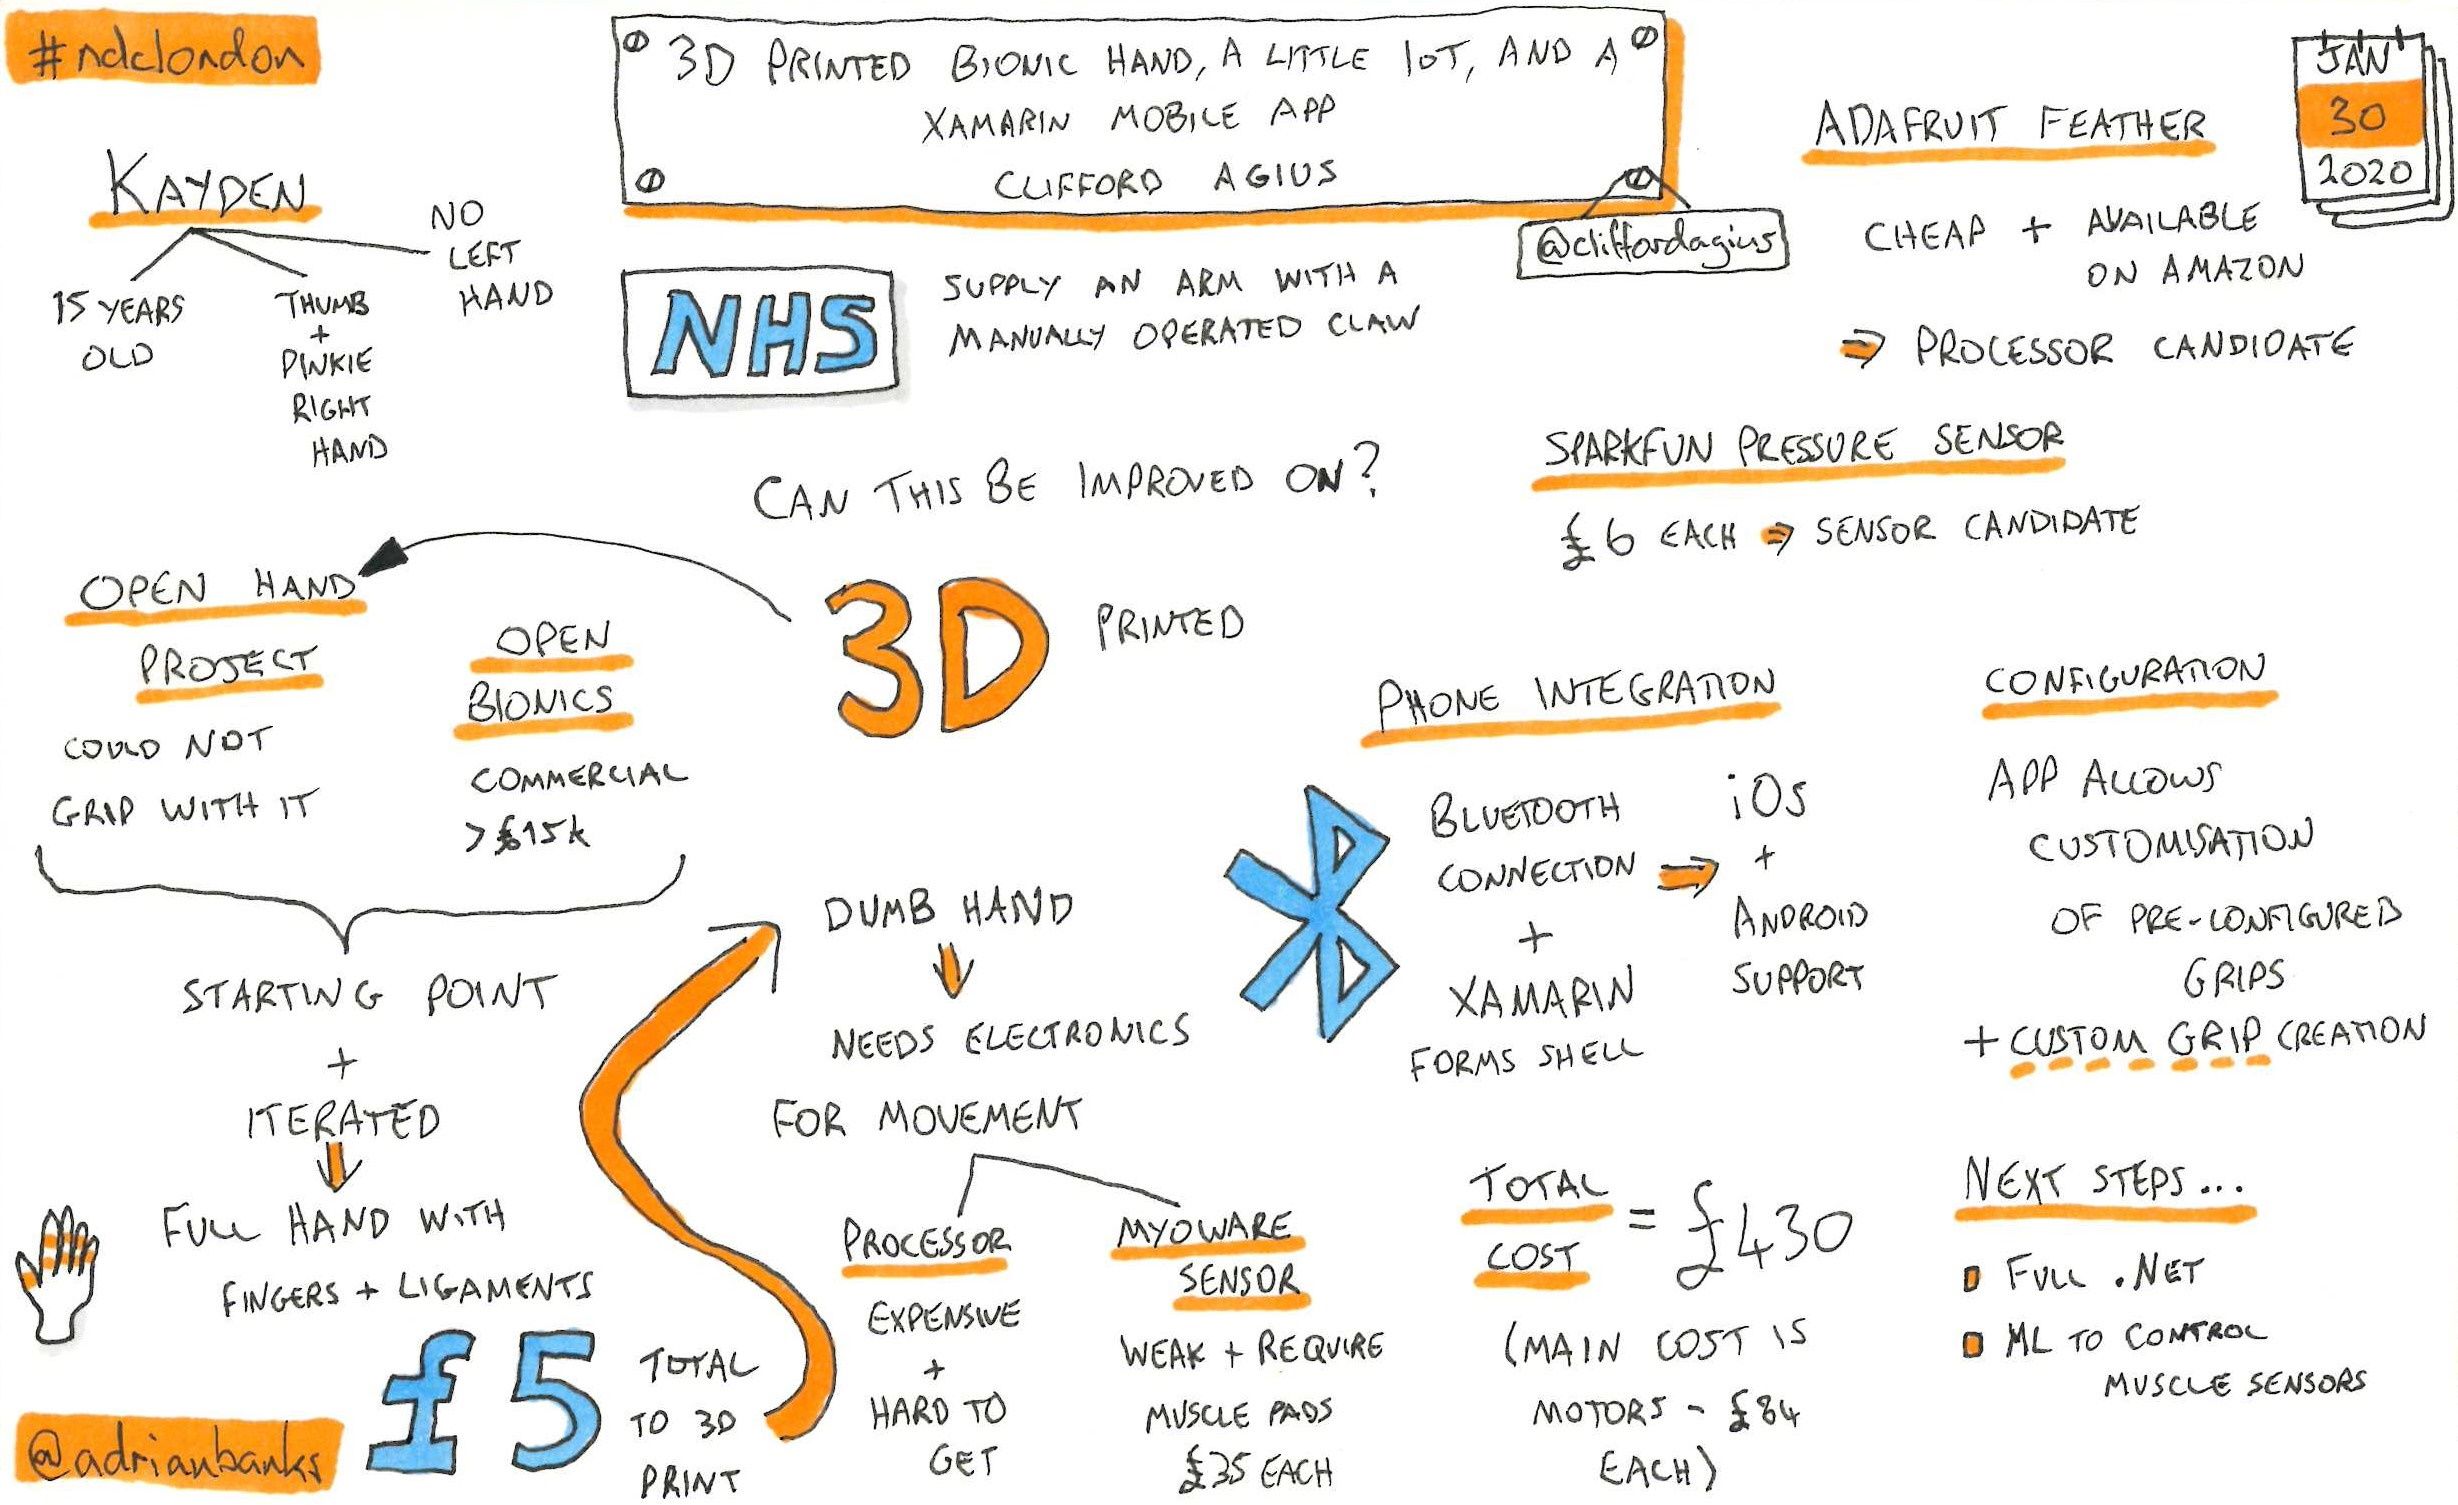 #ndclondon
3D PRINTED BIONIC HAND, A LITTLE IOT, AND A
XAMARIN MOBILE APP
CLIFFORD AGIUS
@cliffordagius
JAN
30
2020
KAYDEN
15 YEARS
OLD
THUMB
+
PINKIE
RIGHT
HAND
NO
LEFT
HAND
NHS
SUPPLY AN ARM WITH A
MANUALLY OPERATED CLAW
CAN THIS BE IMPROVED ON?
3D
PRINTED
OPEN HAND
PROJECT
COULD NOT
GRIP WITH IT
OPEN
BIONICS
COMMERCIAL
>£15k
STARTING POINT
+
ITERATED
FULL HAND WITH
FINGERS + LIGAMENTS
£5
TOTAL
TO 3D
PRINT
@adrianbanks
DUMB HAND
NEEDS ELECTRONICS
FOR MOVEMENT
PROCESSOR
EXPENSIVE
+
HARD TO
GET
MYOWARE
SENSOR
WEAK + REQUIRE
MUSCLE PADS
£35 EACH
ADAFRUIT FEATHER
CHEAP + AVAILABLE
ON AMAZON
⇒ PROCESSOR CANDIDATE
SPARKFUN PRESSURE SENSOR
£6 EACH ⇒ SENSOR CANDIDATE
PHONE INTEGRATION
BLUETOOTH
CONNECTION
+
XAMARIN
FORMS SHELL
iOS
+
ANDROID
SUPPORT
CONFIGURATION
APP ALLOWS
CUSTOMISATION
OF PRE-CONFIGURED
GRIPS
+ CUSTOM GRIP CREATION
TOTAL
COST
= £430
(MAIN COST IS
MOTORS - £84
EACH)
NEXT STEPS...
FULL .NET
ML TO CONTROL
MUSCLE SENSORS